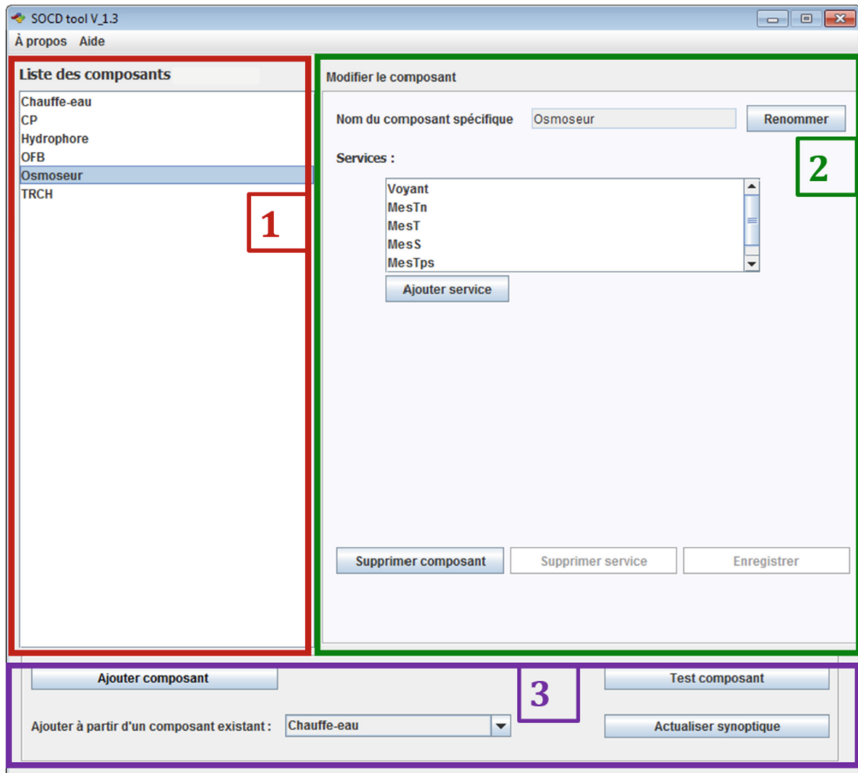 SOCD tool V_1.3
À propos Aide
Liste des composants
Chauffe-eau
CP
Hydrophore
OFB
Osmoseur
TRCH
1
Modifier le composant
Nom du composant spécifique Osmoseur Renommer
2
Services :
Voyant
MesTn
MesT
MesS
MesTps
Ajouter service
Supprimer composant Supprimer service Enregistrer
Ajouter composant 3 Test composant
Ajouter à partir d'un composant existant : Chauffe-eau Actualiser synoptique